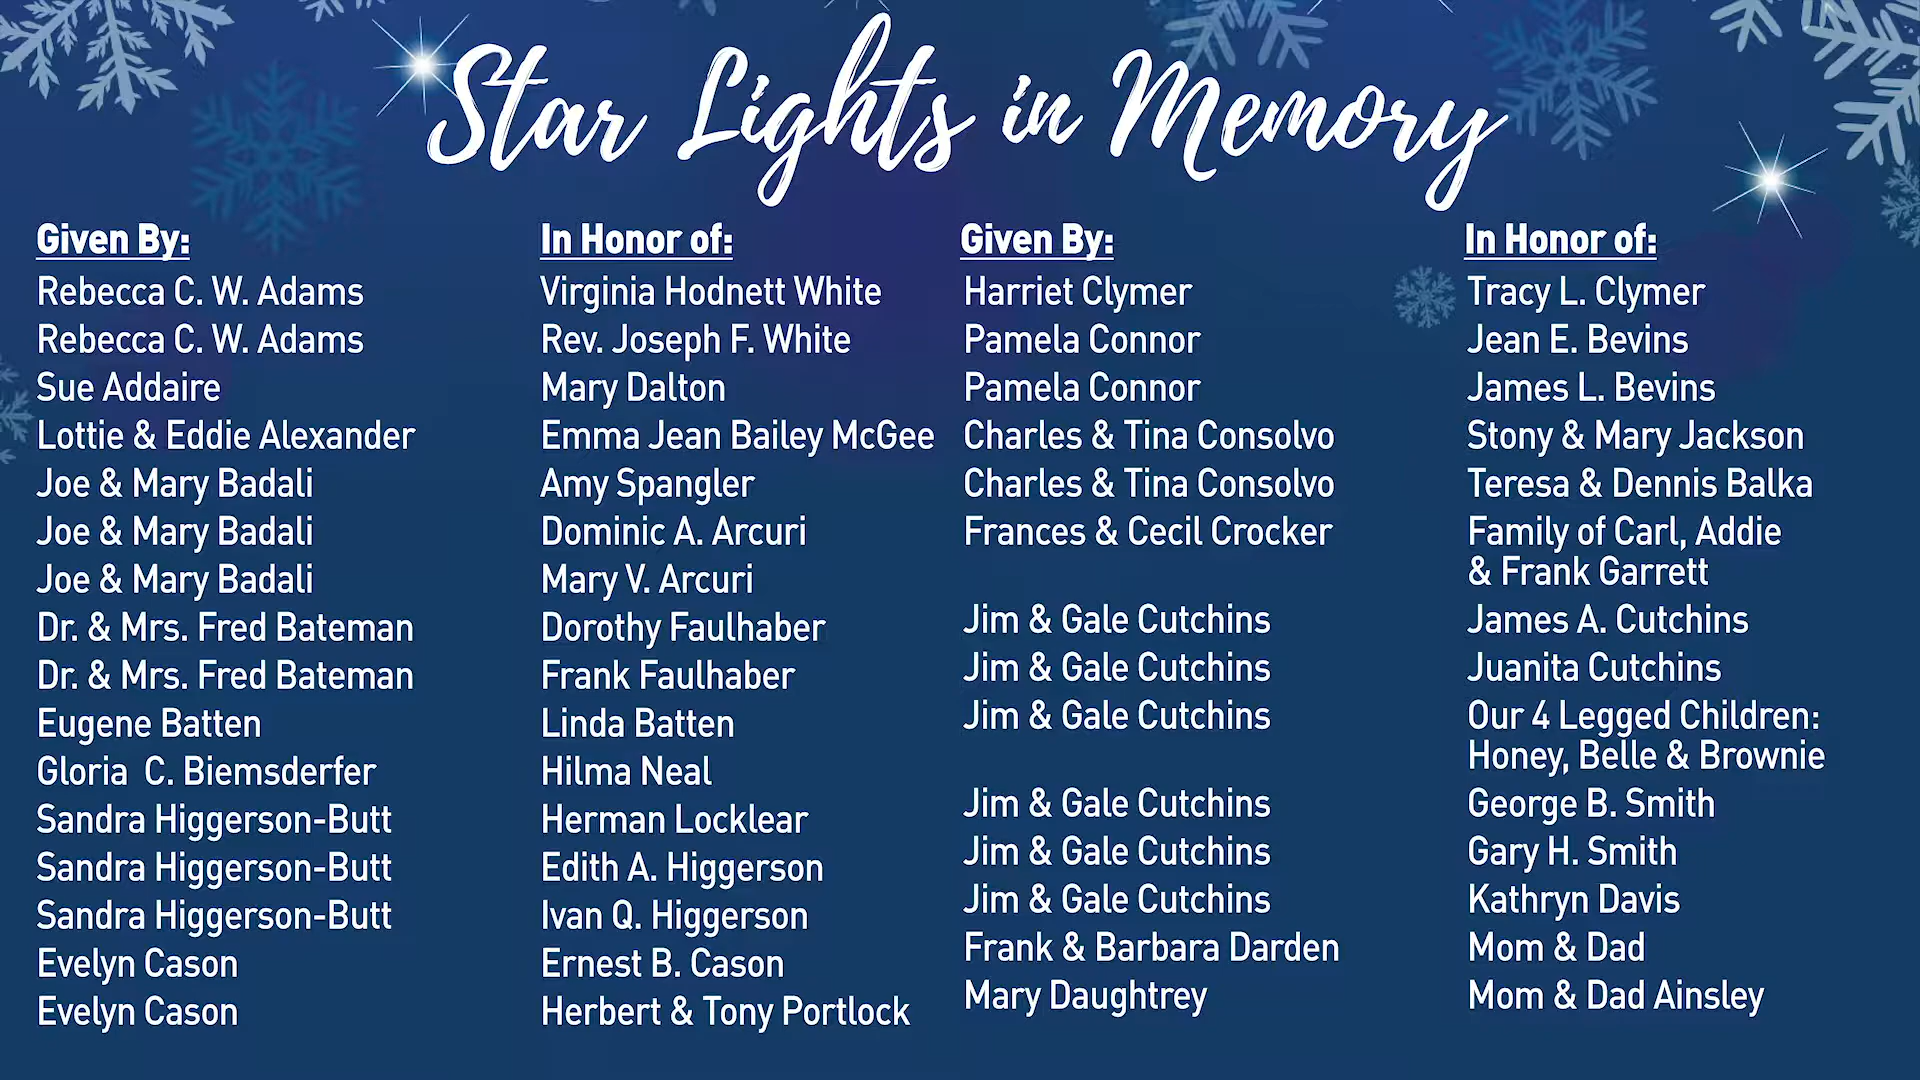 Star Lights in Memory
Given By: In Honor of:
Rebecca C. W. Adams Virginia Hodnett White
Rebecca C. W. Adams Rev. Joseph F. White
Sue Addaire Mary Dalton
Lottie & Eddie Alexander Emma Jean Bailey McGee
Joe & Mary Badali Amy Spangler
Joe & Mary Badali Dominic A. Arcuri
Joe & Mary Badali Mary V. Arcuri
Dr. & Mrs. Fred Bateman Dorothy Faulhaber
Dr. & Mrs. Fred Bateman Frank Faulhaber
Eugene Batten Linda Batten
Gloria C. Biemsderfer Hilma Neal
Sandra Higgerson-Butt Herman Locklear
Sandra Higgerson-Butt Edith A. Higgerson
Sandra Higgerson-Butt Ivan Q. Higgerson
Evelyn Cason Ernest B. Cason
Evelyn Cason Herbert & Tony Portlock
Given By: In Honor of:
Harriet Clymer Tracy L. Clymer
Pamela Connor Jean E. Bevins
Pamela Connor James L. Bevins
Charles & Tina Consolvo Stony & Mary Jackson
Charles & Tina Consolvo Teresa & Dennis Balka
Frances & Cecil Crocker Family of Carl, Addie
& Frank Garrett
Jim & Gale Cutchins James A. Cutchins
Jim & Gale Cutchins Juanita Cutchins
Jim & Gale Cutchins Our 4 Legged Children:
Honey, Belle & Brownie
Jim & Gale Cutchins George B. Smith
Jim & Gale Cutchins Gary H. Smith
Jim & Gale Cutchins Kathryn Davis
Frank & Barbara Darden Mom & Dad
Mary Daughtrey Mom & Dad Ainsley